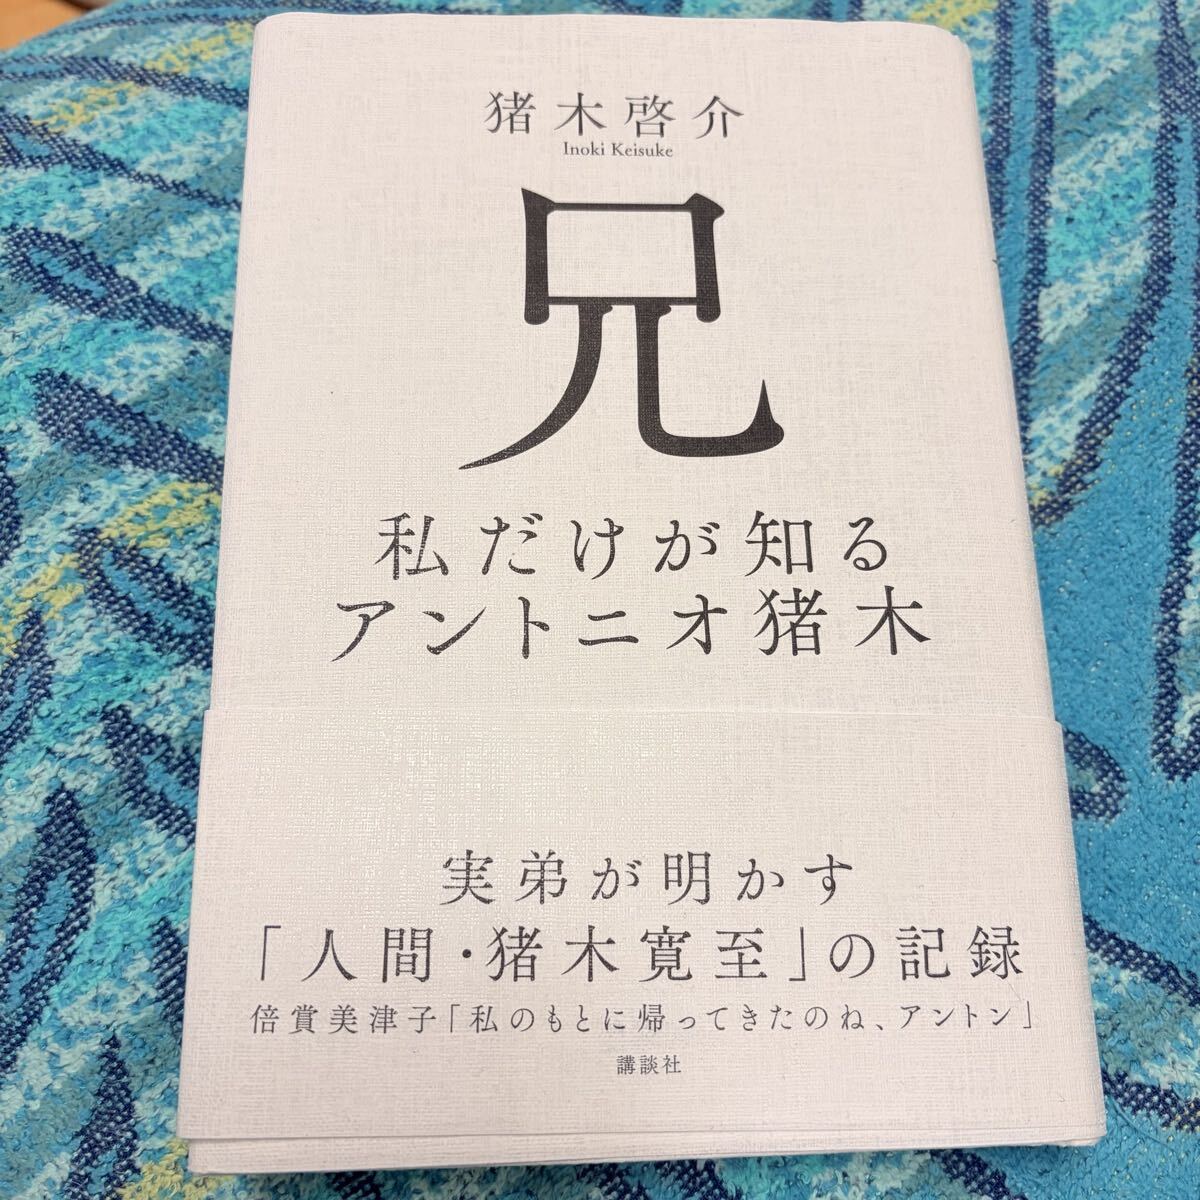 猪木啓介
Inoki Keisuke
兄
私だけが知る
アントニオ猪木
実弟が明かす
「人間・猪木寛至」の記録
倍賞美津子「私のもとに帰ってきたのね、アントン」
講談社